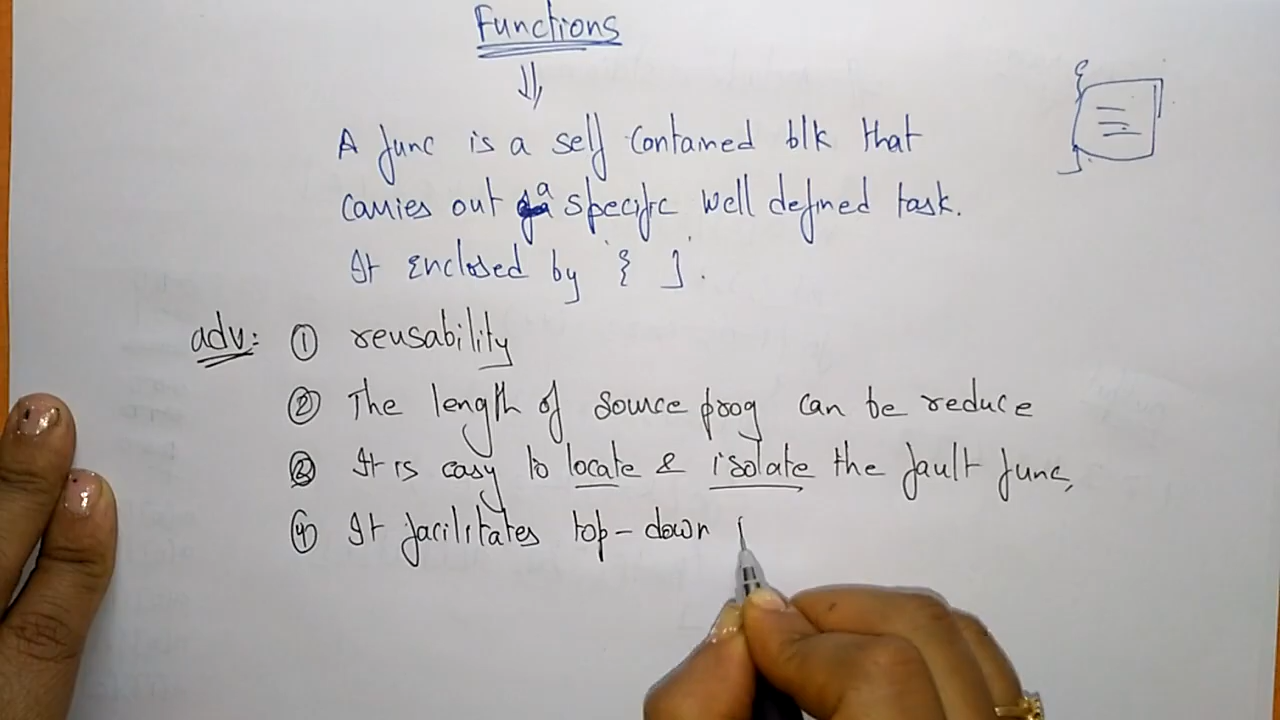 Functions
A func is a self contained blk that
carries out a specific well defined task.
It enclosed by '{ }'.
adv: ① reusability
② The length of source prog can be reduce
③ It is easy to locate & isolate the fault func,
④ It facilitates top-down